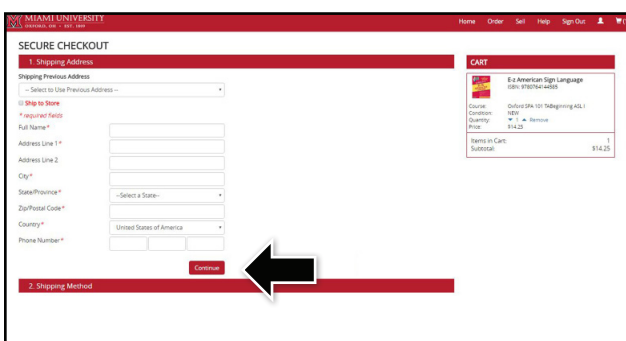 MIAMI UNIVERSITY
OXFORD, OH • EST. 1809
Home Order Sell Help Sign Out
SECURE CHECKOUT
1. Shipping Address
Shipping Previous Address
-- Select to Use Previous Address --
Ship to Store
* required fields
Full Name*
Address Line 1*
Address Line 2
City*
State/Province*
--Select a State--
Zip/Postal Code*
Country*
United States of America
Phone Number*
Continue
2. Shipping Method
CART
E-z American Sign Language
ISBN: 9780764144585
Course: Oxford SPA 101 TABeginning ASL I
Condition: NEW
Quantity: 1 Remove
Price: $14.25
Items in Cart: 1
Subtotal: $14.25